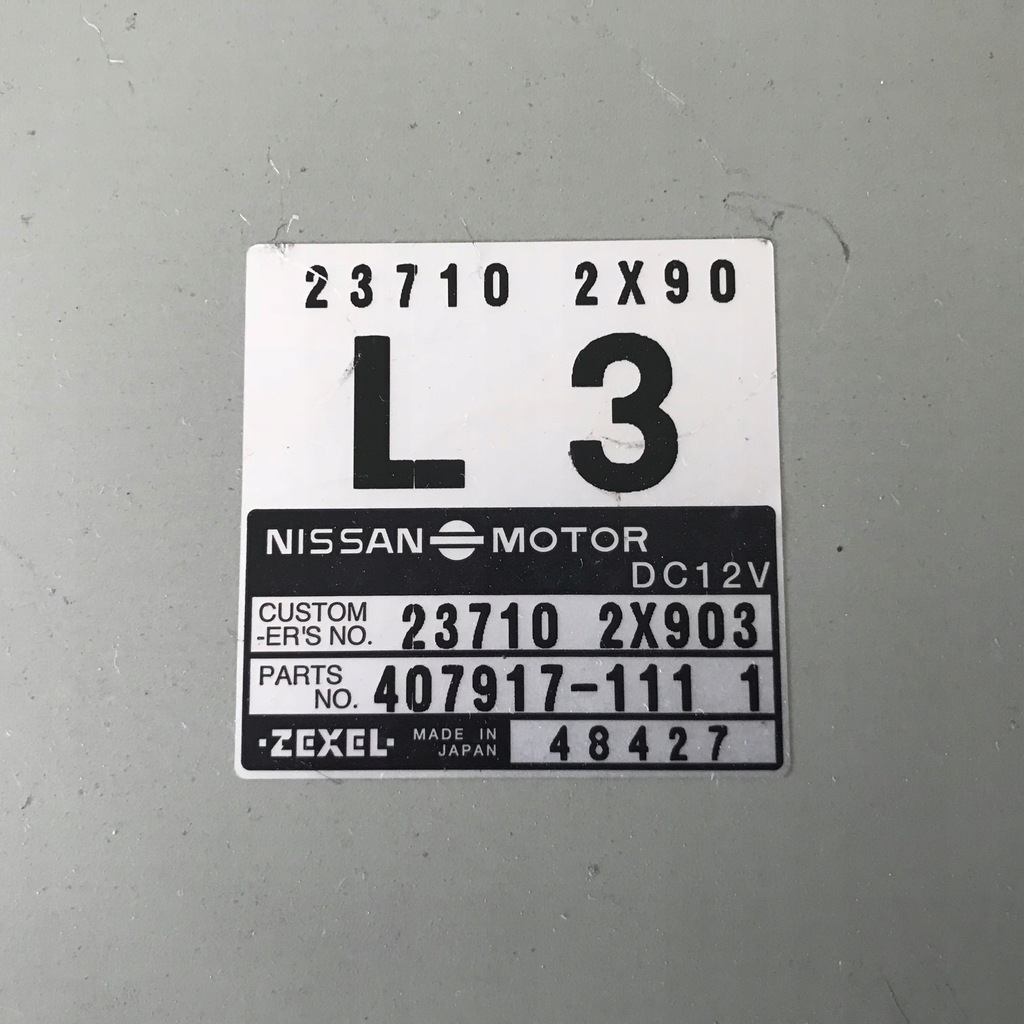 23710 2X90
L 3
NISSAN MOTOR
DC12V
CUSTOM
-ER'S NO. 23710 2X903
PARTS
NO. 407917-111 1
·ZEXEL· MADE IN
JAPAN 48427